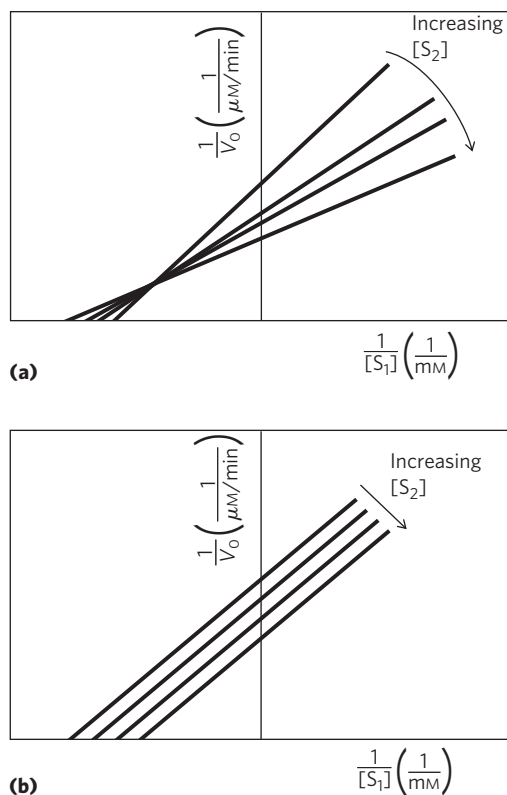 Increasing
[S₂]
1/V₀ (1/μM/min)
1/[S₁] (1/mM)
(a)
Increasing
[S₂]
1/V₀ (1/μM/min)
1/[S₁] (1/mM)
(b)